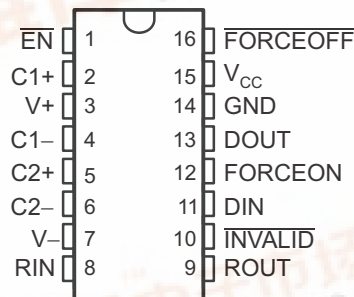 EN 1 16 FORCEOFF
C1+ 2 15 VCC
V+ 3 14 GND
C1− 4 13 DOUT
C2+ 5 12 FORCEON
C2− 6 11 DIN
V− 7 10 INVALID
RIN 8 9 ROUT